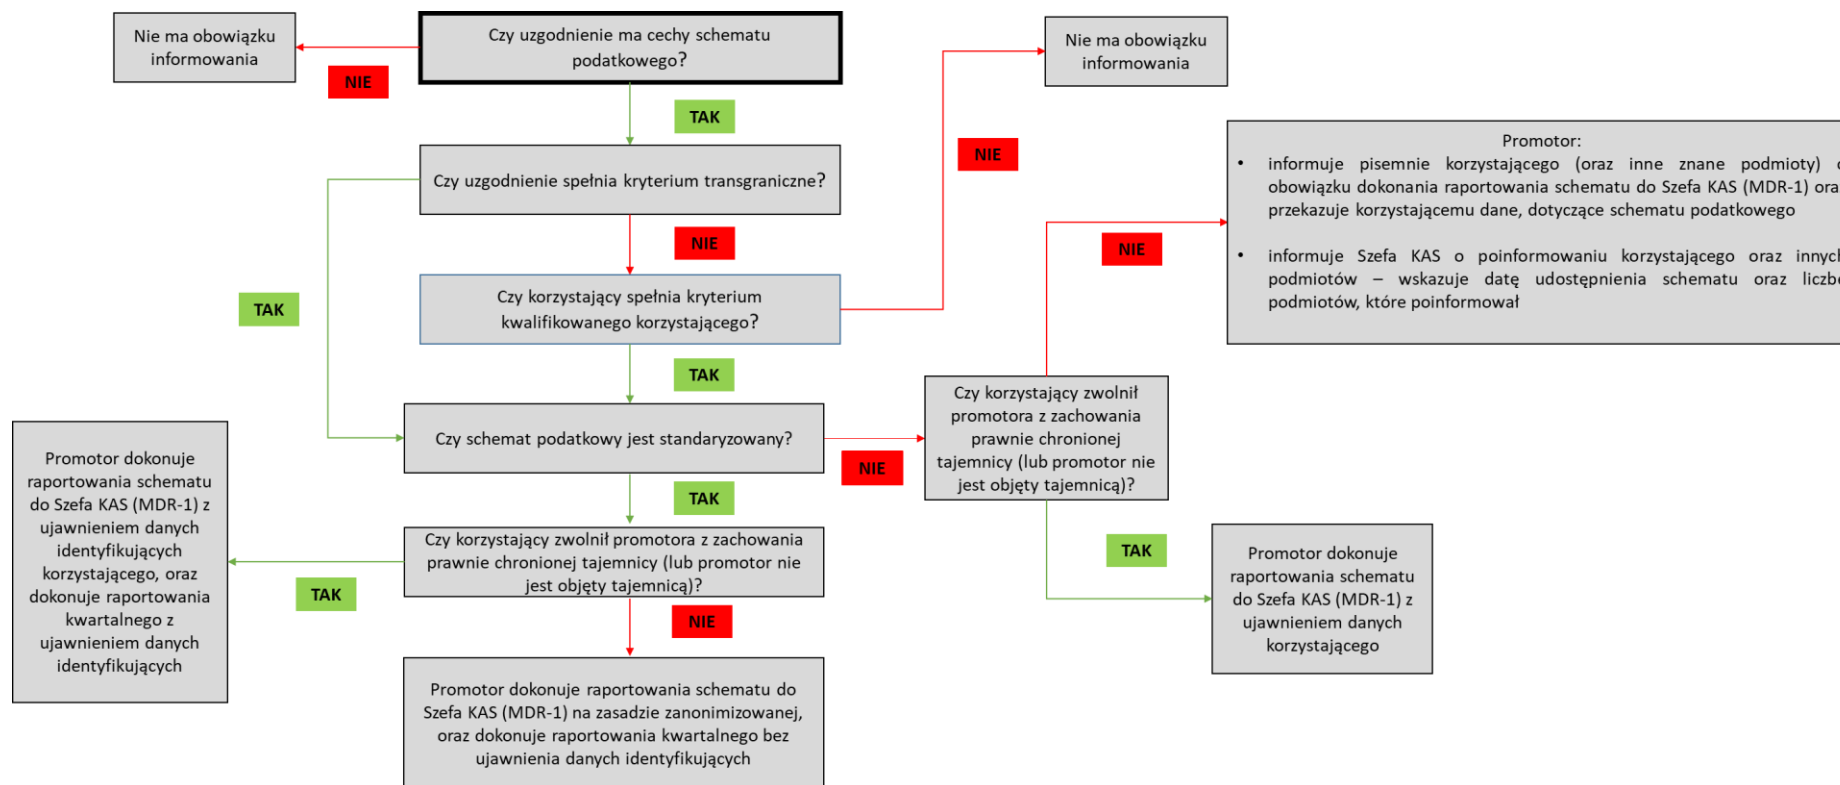 Nie ma obowiązku
informowania
NIE
Czy uzgodnienie ma cechy schematu
podatkowego?
TAK
Nie ma obowiązku
informowania
NIE
Czy uzgodnienie spełnia kryterium transgraniczne?
NIE
TAK
Czy korzystający spełnia kryterium
kwalifikowanego korzystającego?
TAK
Promotor:
• informuje pisemnie korzystającego (oraz inne znane podmioty)
obowiązku dokonania raportowania schematu do Szefa KAS (MDR-1)
przekazuje korzystającemu dane, dotyczące schematu podatkowego
• informuje Szefa KAS o poinformowaniu korzystającego oraz
podmiotów – wskazuje datę udostępnienia schematu oraz
podmiotów, które poinformował
NIE
Czy schemat podatkowy jest standaryzowany?
NIE
TAK
Czy korzystający zwolnił
promotora z zachowania
prawnie chronionej
tajemnicy (lub promotor nie
jest objęty tajemnicą)?
TAK
Promotor dokonuje
raportowania schematu
do Szefa KAS (MDR-1) z
ujawnieniem danych
korzystającego
Czy korzystający zwolnił promotora z zachowania
prawnie chronionej tajemnicy (lub promotor nie
jest objęty tajemnicą)?
TAK
NIE
Promotor dokonuje
raportowania schematu
do Szefa KAS (MDR-1) z
ujawnieniem danych
identyfikujących
korzystającego, oraz
dokonuje raportowania
kwartalnego z
ujawnieniem danych
identyfikujących
Promotor dokonuje raportowania schematu do
Szefa KAS (MDR-1) na zasadzie zanonimizowanej,
oraz dokonuje raportowania kwartalnego bez
ujawnienia danych identyfikujących